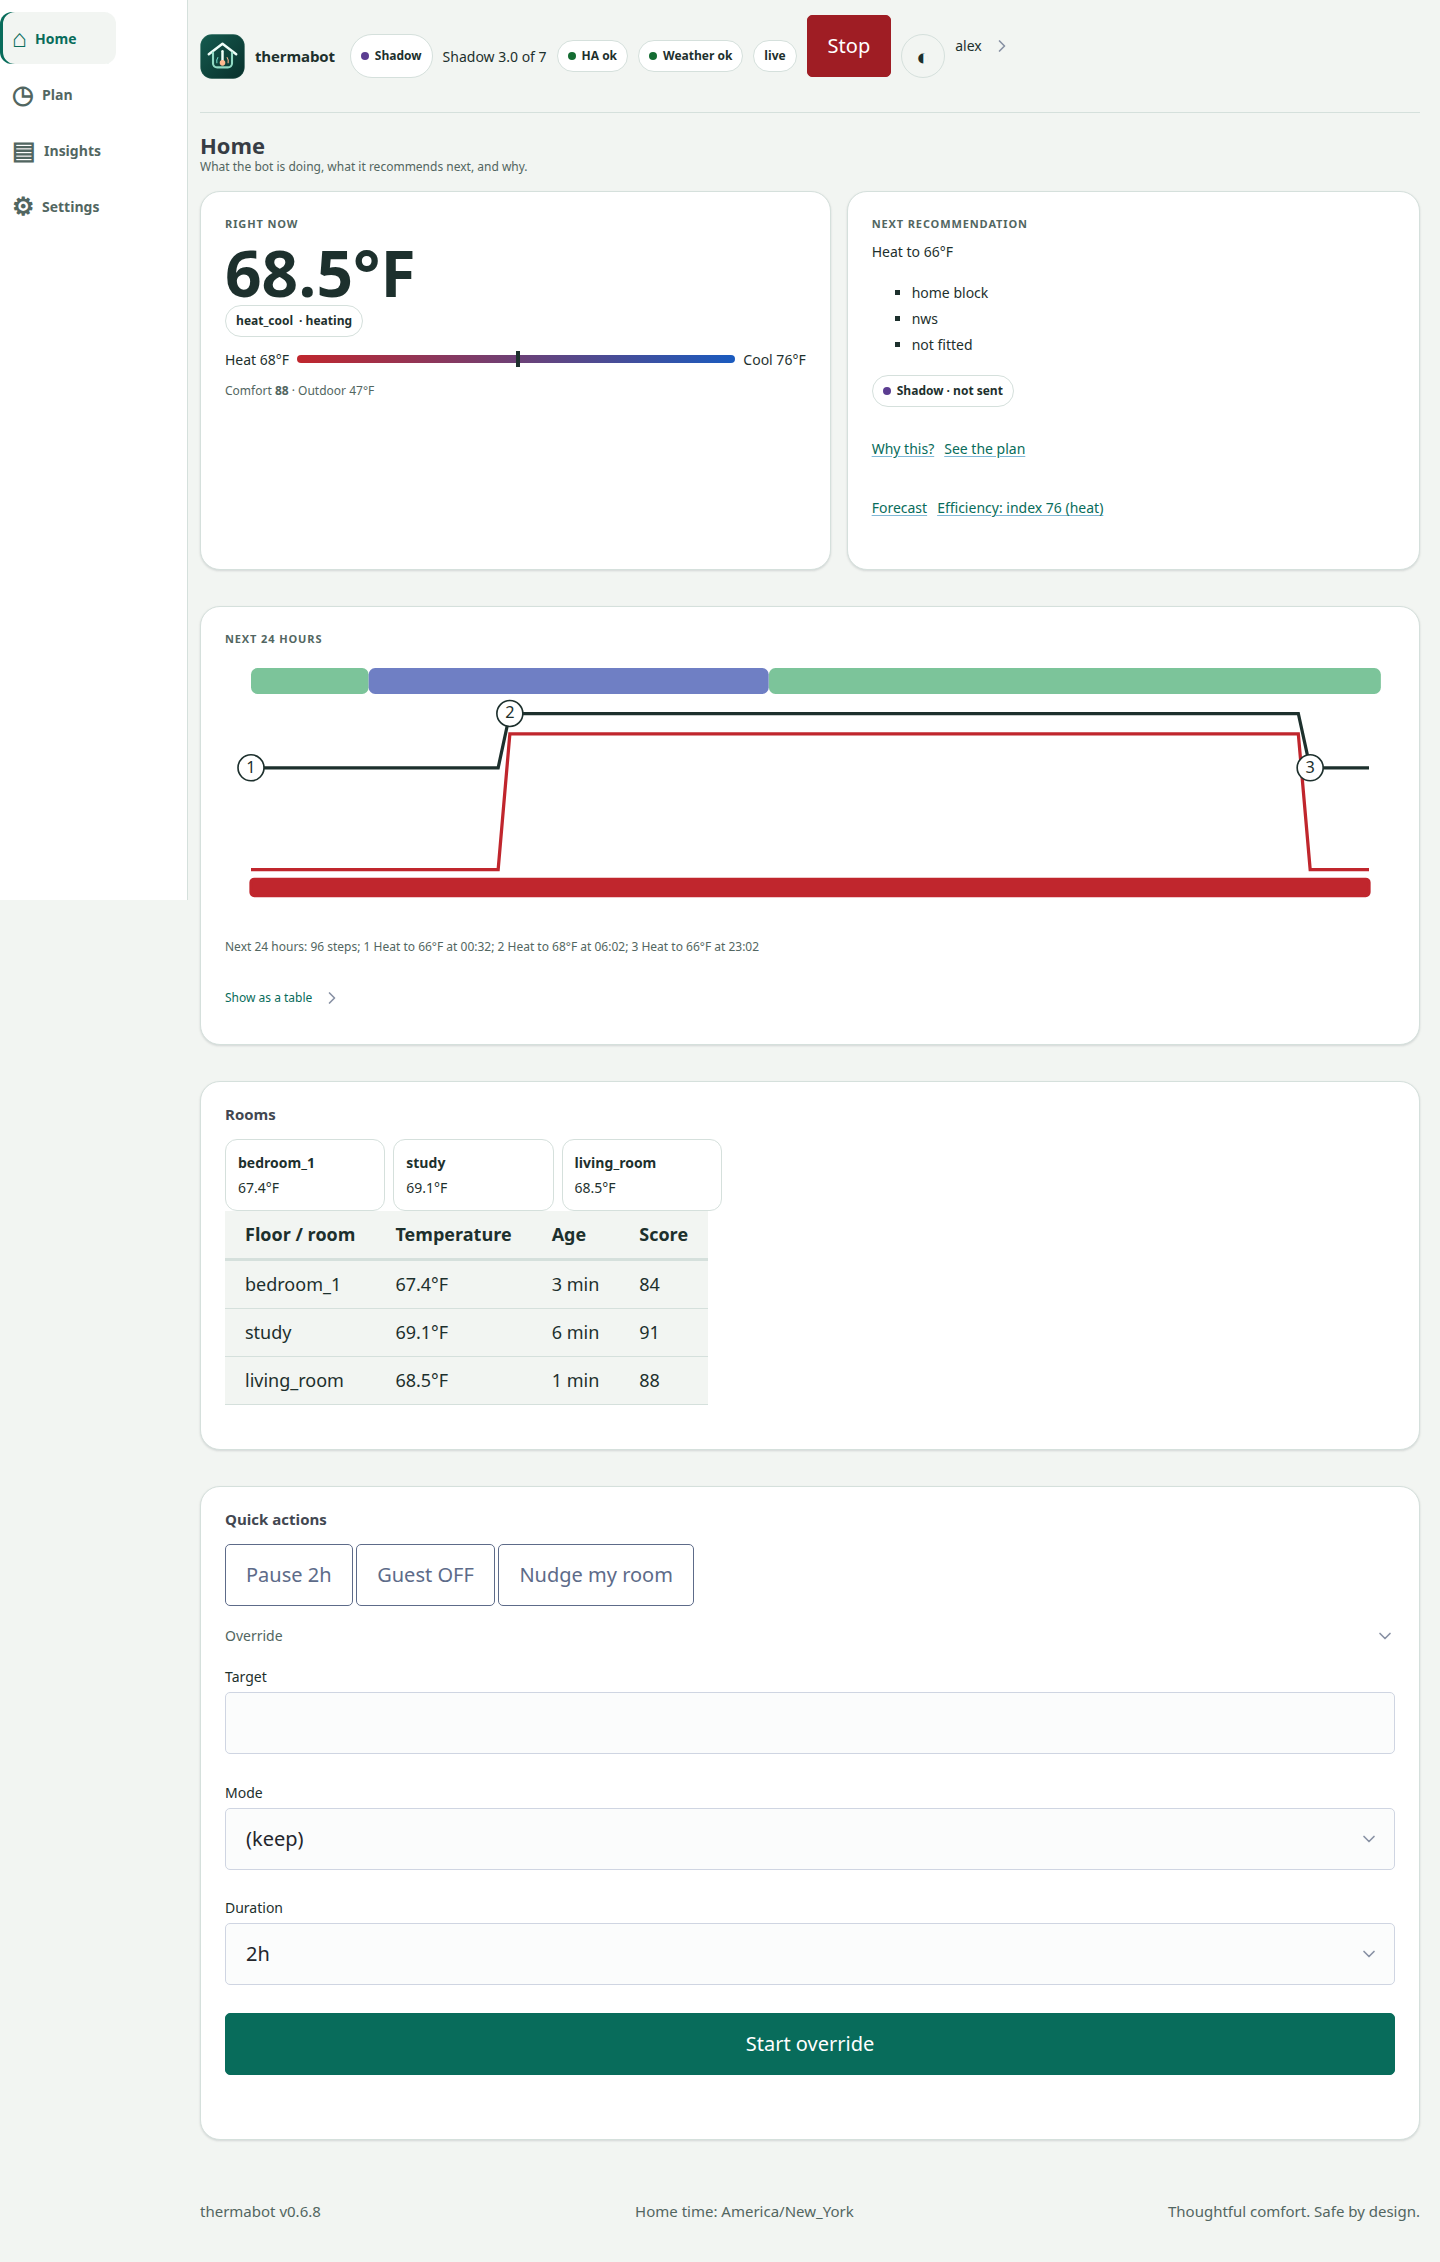 Home
Plan
Insights
Settings
thermabot Shadow Shadow 3.0 of 7 HA ok Weather ok live Stop alex
Home
What the bot is doing, what it recommends next, and why.
RIGHT NOW
68.5°F
heat_cool · heating
Heat 68°F Cool 76°F
Comfort 88 · Outdoor 47°F
NEXT RECOMMENDATION
Heat to 66°F
home block
nws
not fitted
Shadow · not sent
Why this? See the plan
Forecast Efficiency: index 76 (heat)
NEXT 24 HOURS
2
1
3
Next 24 hours: 96 steps; 1 Heat to 66°F at 00:32; 2 Heat to 68°F at 06:02; 3 Heat to 66°F at 23:02
Show as a table
Rooms
bedroom_1 study living_room
67.4°F 69.1°F 68.5°F
Floor / room Temperature Age Score
bedroom_1 67.4°F 3 min 84
study 69.1°F 6 min 91
living_room 68.5°F 1 min 88
Quick actions
Pause 2h Guest OFF Nudge my room
Override
Target
Mode
(keep)
Duration
2h
Start override
thermabot v0.6.8 Home time: America/New_York Thoughtful comfort. Safe by design.